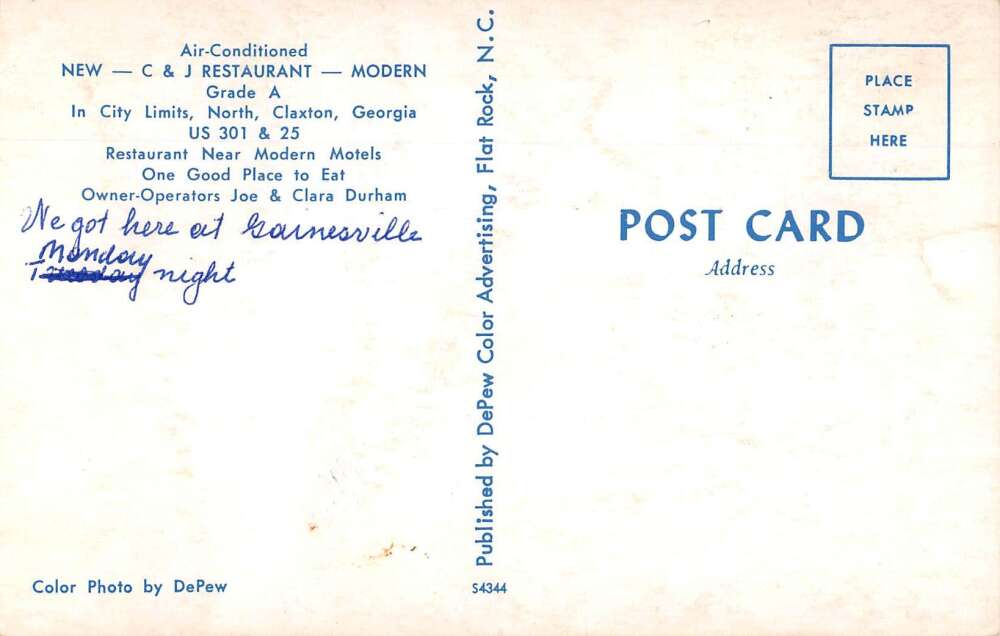 Air-Conditioned
NEW — C & J RESTAURANT — MODERN
Grade A
In City Limits, North, Claxton, Georgia
US 301 & 25
Restaurant Near Modern Motels
One Good Place to Eat
Owner-Operators Joe & Clara Durham
We got here at Gainesville
Monday
Tuesday night
Color Photo by DePew
Published by DePew Color Advertising, Flat Rock, N.C.
S4344
PLACE
STAMP
HERE
POST CARD
Address